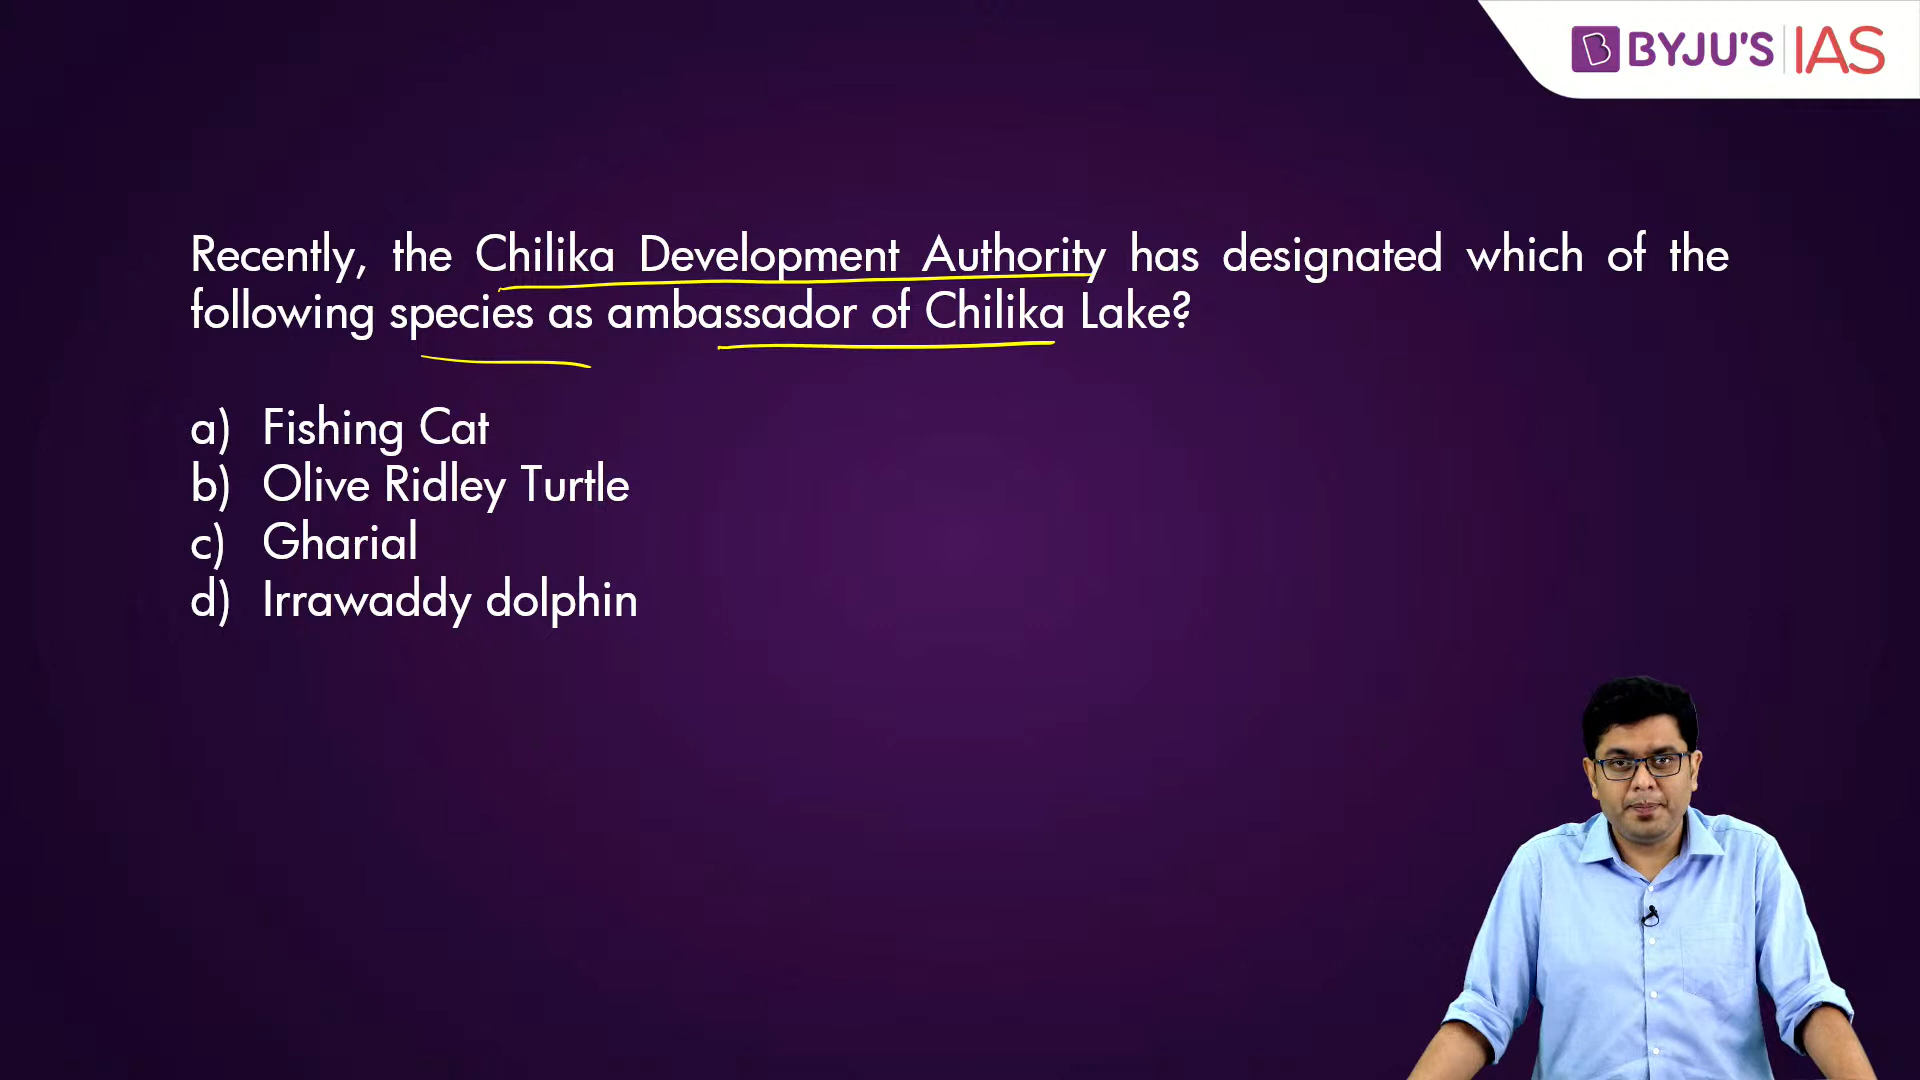 BYJU'S IAS
Recently, the Chilika Development Authority has designated which of the
following species as ambassador of Chilika Lake?
a) Fishing Cat
b) Olive Ridley Turtle
c) Gharial
d) Irrawaddy dolphin